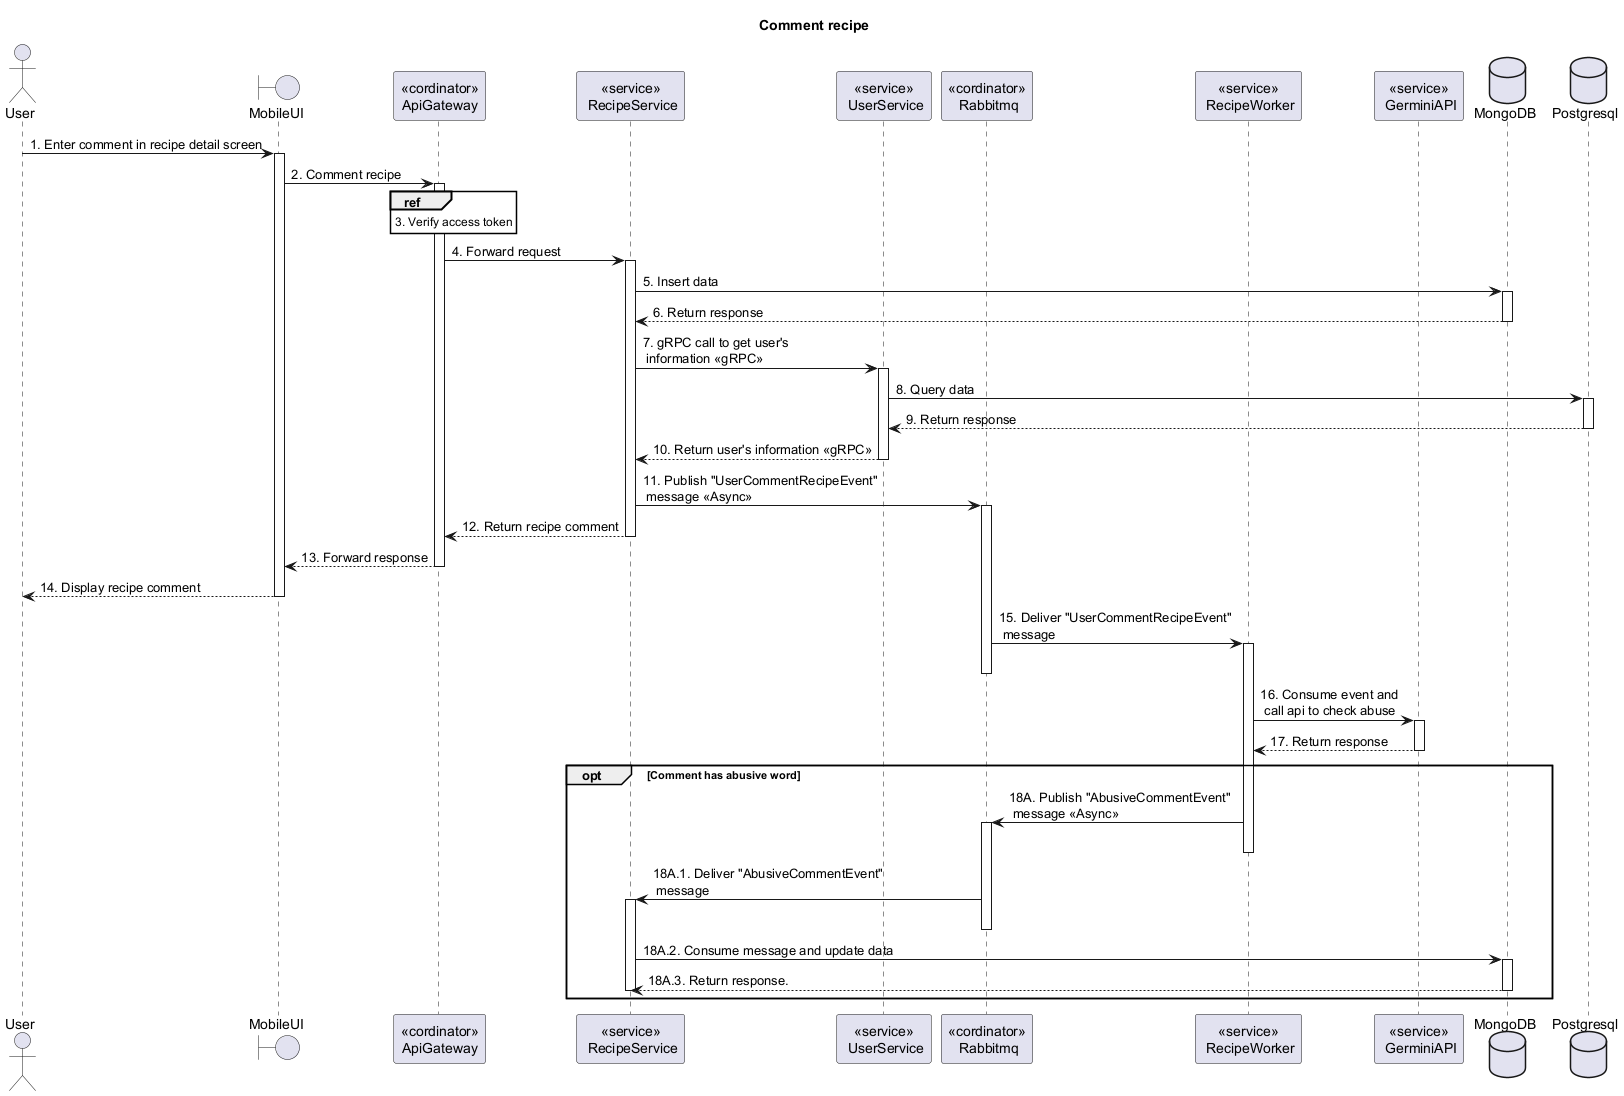 Comment recipe
User
MobileUI
«cordinator»
ApiGateway
«service»
RecipeService
«service»
UserService
«cordinator»
Rabbitmq
«service»
RecipeWorker
«service»
GerminiAPI
MongoDB
Postgresql
1. Enter comment in recipe detail screen
2. Comment recipe
ref
3. Verify access token
4. Forward request
5. Insert data
6. Return response
7. gRPC call to get user's
information «gRPC»
8. Query data
9. Return response
10. Return user's information «gRPC»
11. Publish "UserCommentRecipeEvent"
message «Async»
12. Return recipe comment
13. Forward response
14. Display recipe comment
15. Deliver "UserCommentRecipeEvent"
message
16. Consume event and
call api to check abuse
17. Return response
opt
[Comment has abusive word]
18A. Publish "AbusiveCommentEvent"
message «Async»
18A.1. Deliver "AbusiveCommentEvent"
message
18A.2. Consume message and update data
18A.3. Return response.
User
MobileUI
«cordinator»
ApiGateway
«service»
RecipeService
«service»
UserService
«cordinator»
Rabbitmq
«service»
RecipeWorker
«service»
GerminiAPI
MongoDB
Postgresql